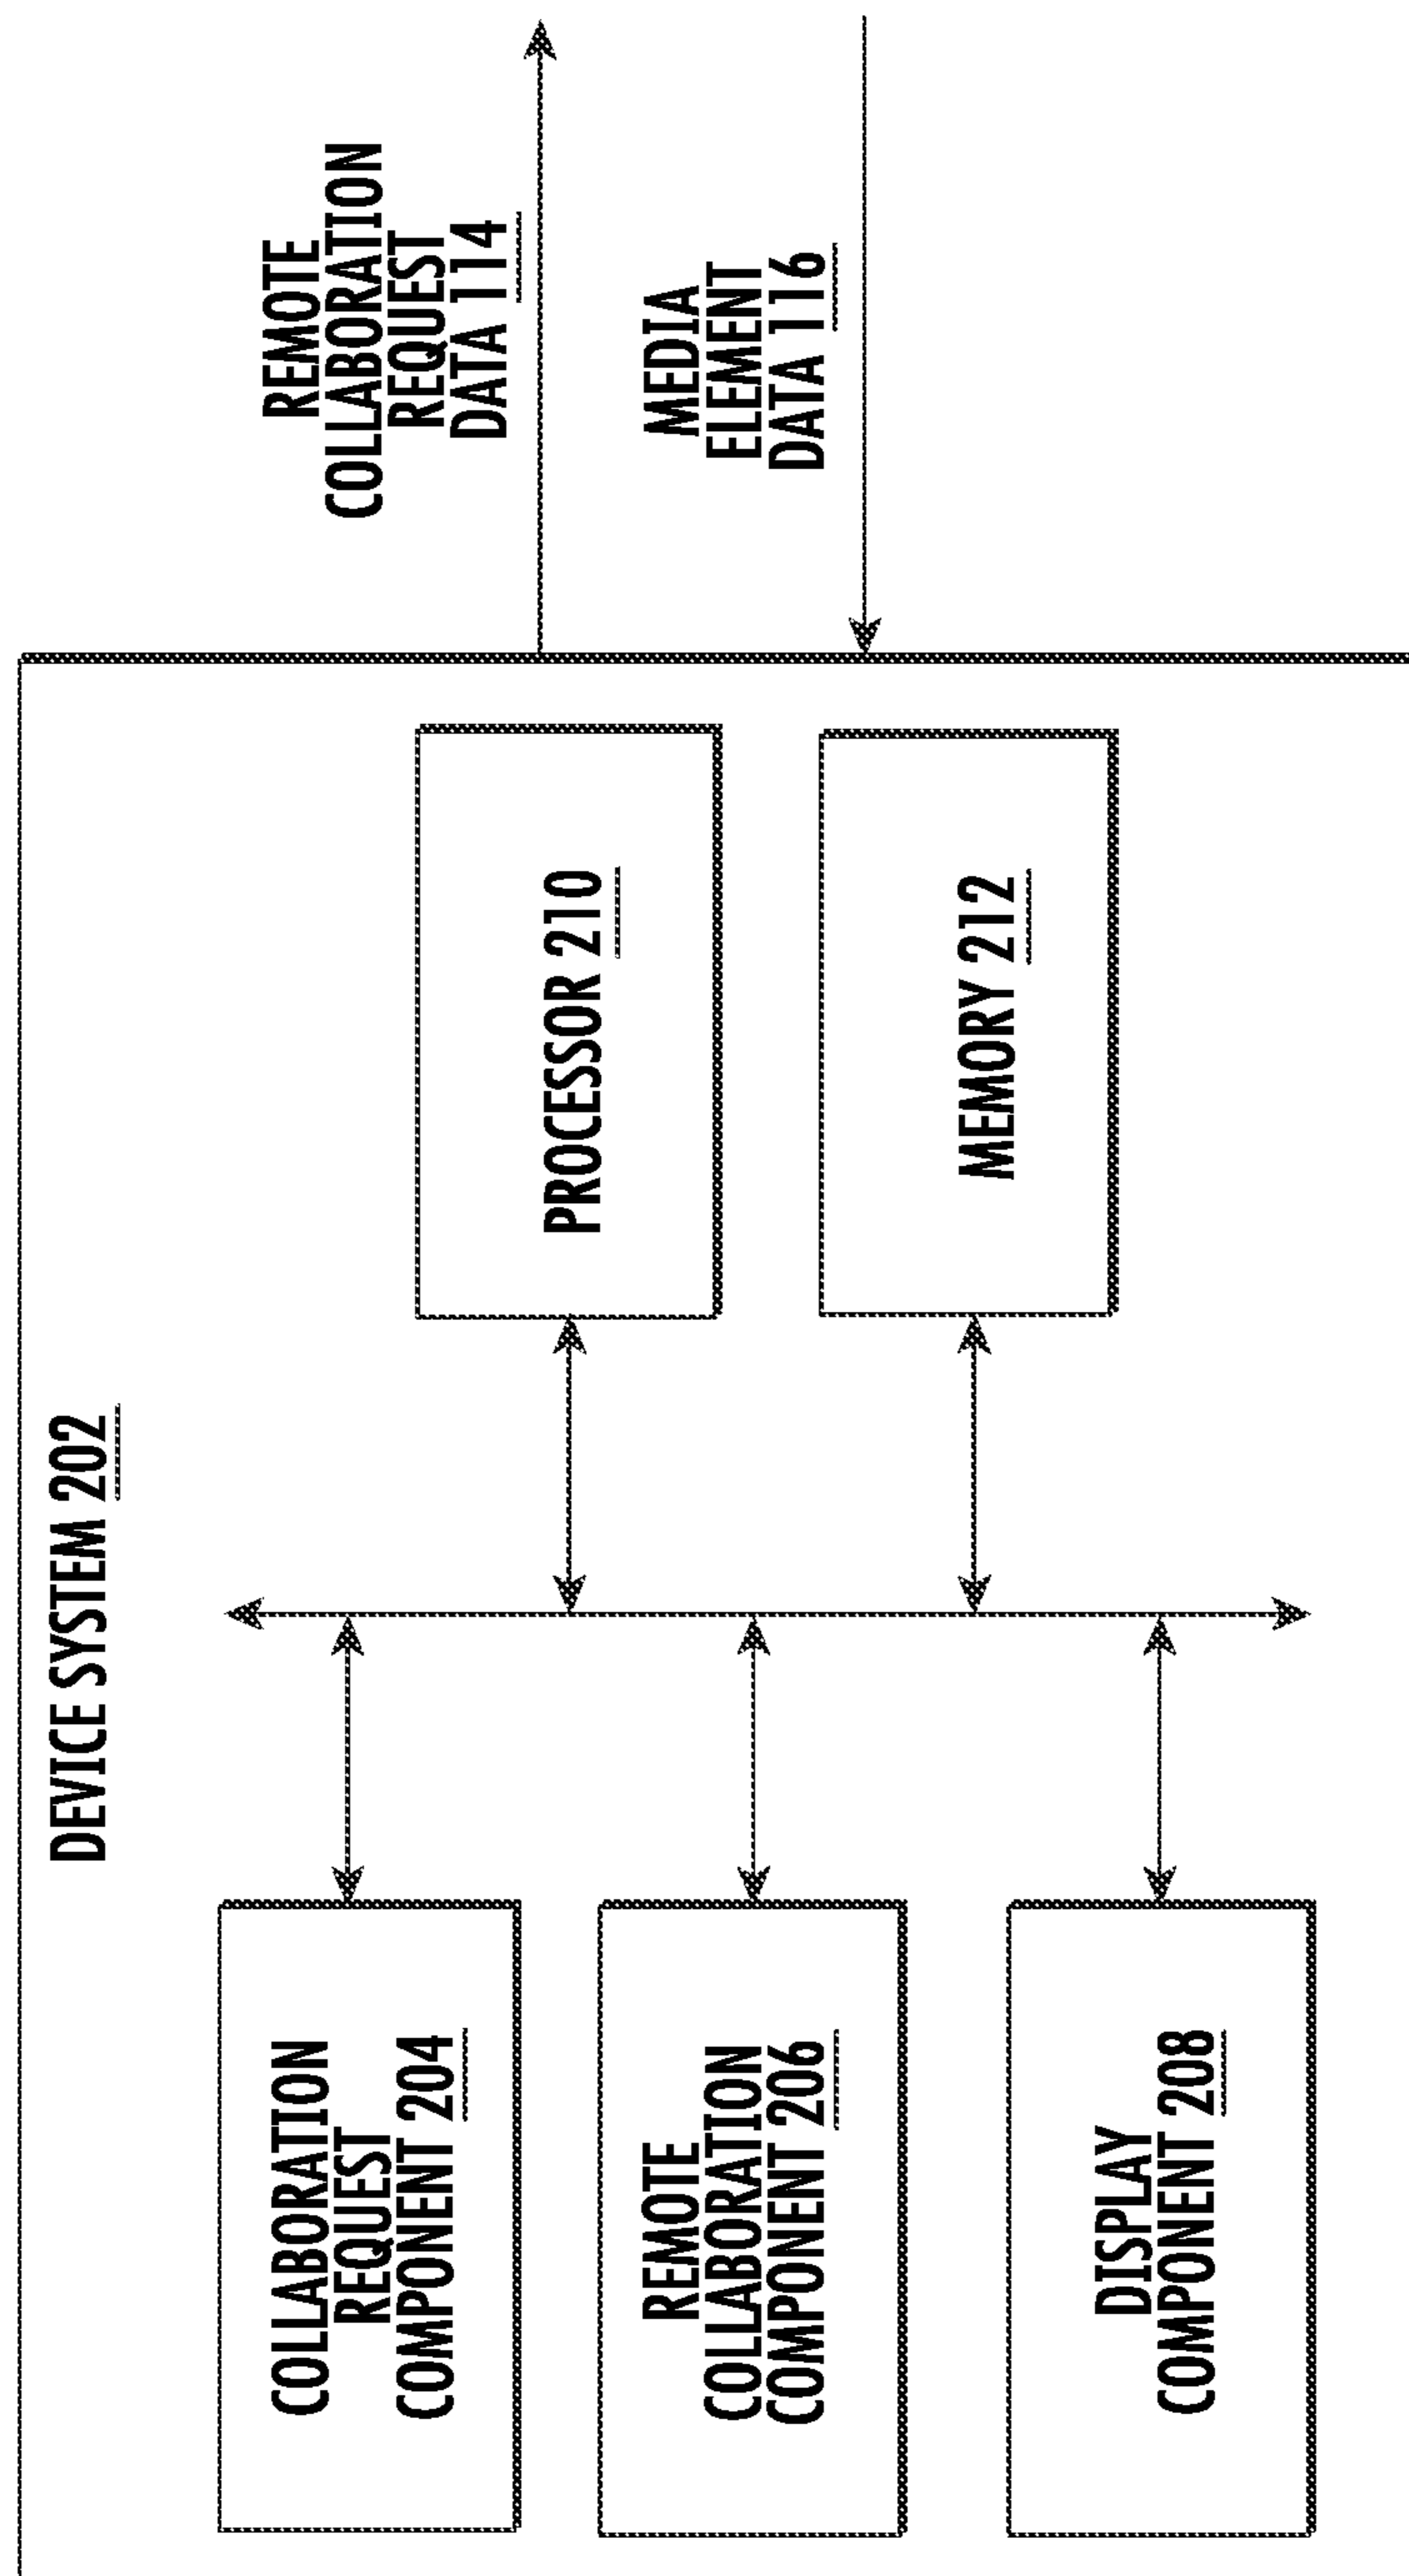 DEVICE SYSTEM 202
COLLABORATION
REQUEST
COMPONENT 204
REMOTE
COLLABORATION
COMPONENT 206
DISPLAY
COMPONENT 208
PROCESSOR 210
MEMORY 212
REMOTE
COLLABORATION
REQUEST
DATA 114
MEDIA
ELEMENT
DATA 116